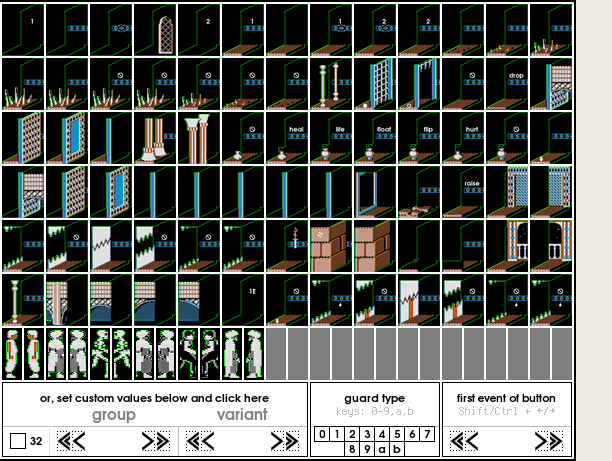 1 2 1 1 2 2
drop
heal life float flip hurt
raise
1E
or, set custom values below and click here
group variant
32
guard type
keys: 0-9,a,b
0 1 2 3 4 5 6 7
8 9 a b
first event of button
Shift/Ctrl + ←/→